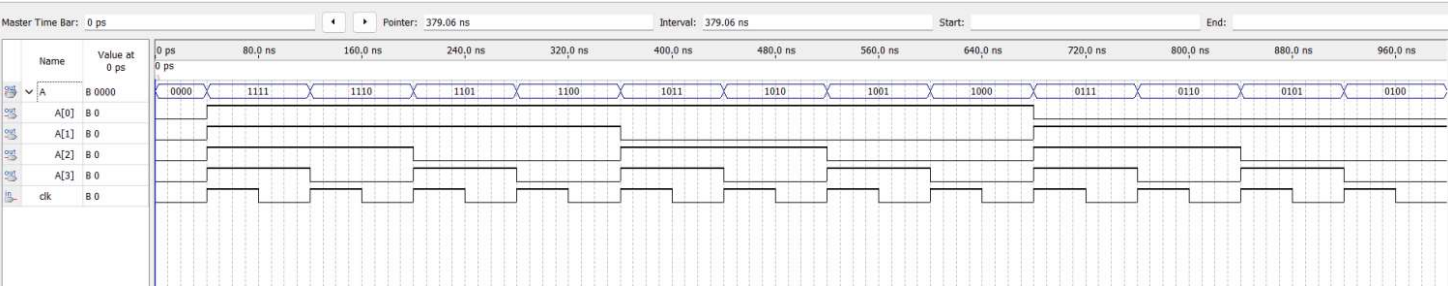 Master Time Bar: 0 ps Pointer: 379.06 ns Interval: 379.06 ns Start: End:
Name Value at 0 ps 0 ps 80.0 ns 160.0 ns 240.0 ns 320.0 ns 400.0 ns 480.0 ns 560.0 ns 640.0 ns 720.0 ns 800.0 ns 880.0 ns 960.0 ns
0 ps
A B 0000 0000 1111 1110 1101 1100 1011 1010 1001 1000 0111 0110 0101 0100
A[0] B 0
A[1] B 0
A[2] B 0
A[3] B 0
in clk B 0